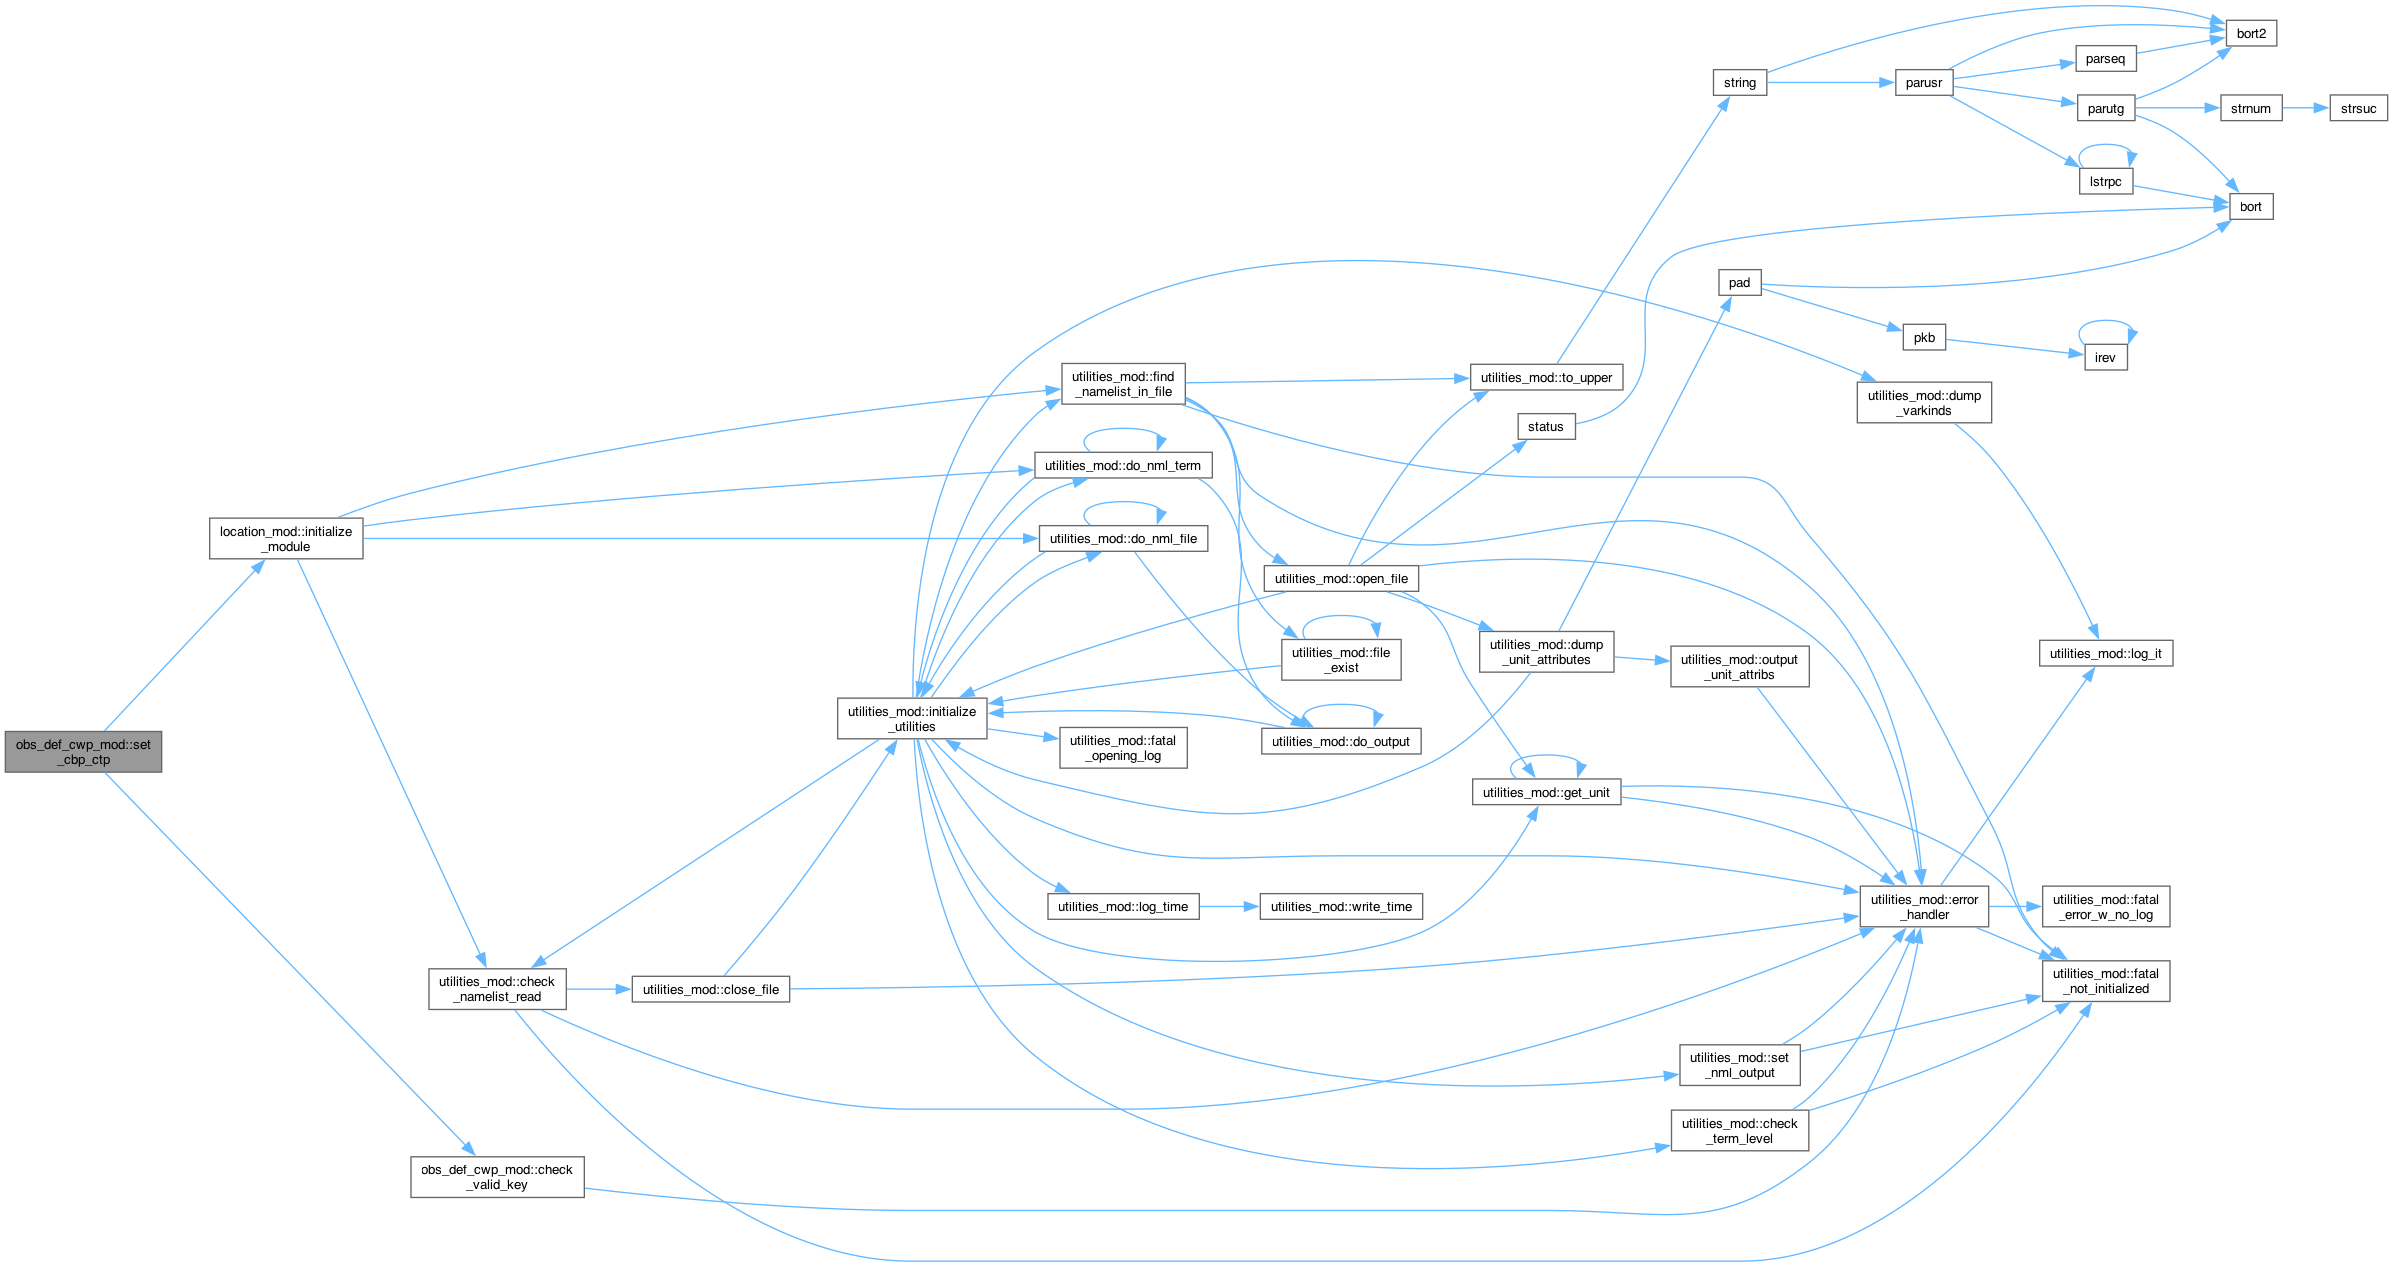 obs_def_cwp_mod::set
_cbp_ctp
location_mod::initialize
_module
utilities_mod::check
_namelist_read
obs_def_cwp_mod::check
_valid_key
utilities_mod::close_file
utilities_mod::initialize
_utilities
utilities_mod::find
_namelist_in_file
utilities_mod::do_nml_term
utilities_mod::do_nml_file
utilities_mod::fatal
_opening_log
utilities_mod::log_time
utilities_mod::open_file
utilities_mod::file
_exist
utilities_mod::do_output
utilities_mod::write_time
utilities_mod::to_upper
status
utilities_mod::dump
_unit_attributes
utilities_mod::get_unit
string
pad
utilities_mod::output
_unit_attribs
utilities_mod::set
_nml_output
utilities_mod::check
_term_level
parusr
pkb
utilities_mod::dump
_varkinds
utilities_mod::error
_handler
parseq
parutg
lstrpc
irev
utilities_mod::log_it
utilities_mod::fatal
_error_w_no_log
utilities_mod::fatal
_not_initialized
bort2
strnum
bort
strsuc